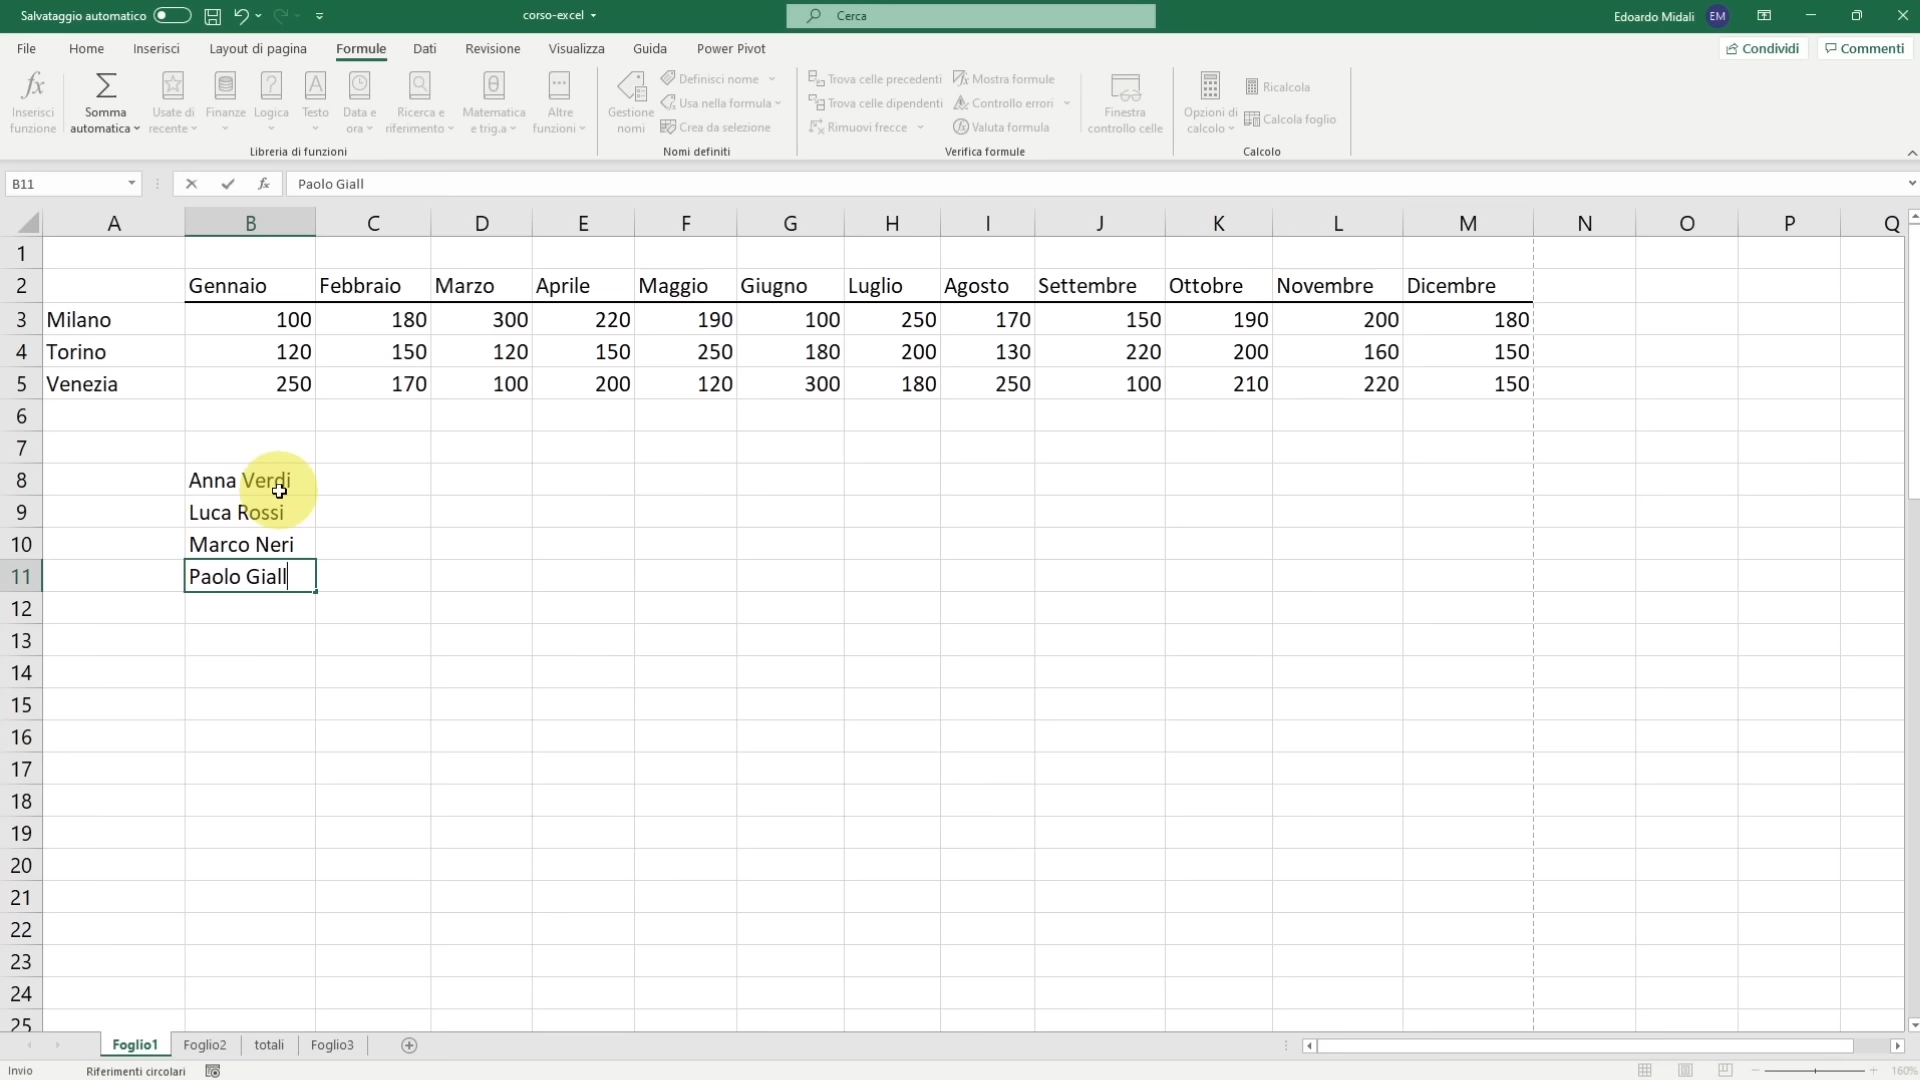 Salvataggio automatico
corso-excel
Cerca
Edoardo Midali EM
File Home Inserisci Layout di pagina Formule Dati Revisione Visualizza Guida Power Pivot
Condividi Commenti
fx Inserisci funzione
Somma automatica
Usate di recente
Finanze
Logica
Testo
Data e ora
Ricerca e riferimento
Matematica e trig.a
Altre funzioni
Libreria di funzioni
Gestione nomi
Definisci nome
Usa nella formula
Crea da selezione
Nomi definiti
Trova celle precedenti
Trova celle dipendenti
Rimuovi frecce
Mostra formule
Controllo errori
Valuta formula
Finestra controllo celle
Verifica formule
Opzioni di calcolo
Ricalcola
Calcola foglio
Calcolo
B11 fx Paolo Giall
A B C D E F G H I J K L M N O P Q
1
2 Gennaio Febbraio Marzo Aprile Maggio Giugno Luglio Agosto Settembre Ottobre Novembre Dicembre
3 Milano 100 180 300 220 190 100 250 170 150 190 200 180
4 Torino 120 150 120 150 250 180 200 130 220 200 160 150
5 Venezia 250 170 100 200 120 300 180 250 100 210 220 150
6
7
8 Anna Verdi
9 Luca Rossi
10 Marco Neri
11 Paolo Giall
12
13
14
15
16
17
18
19
20
21
22
23
24
25
Foglio1 Foglio2 totali Foglio3
Invio Riferimenti circolari 160%